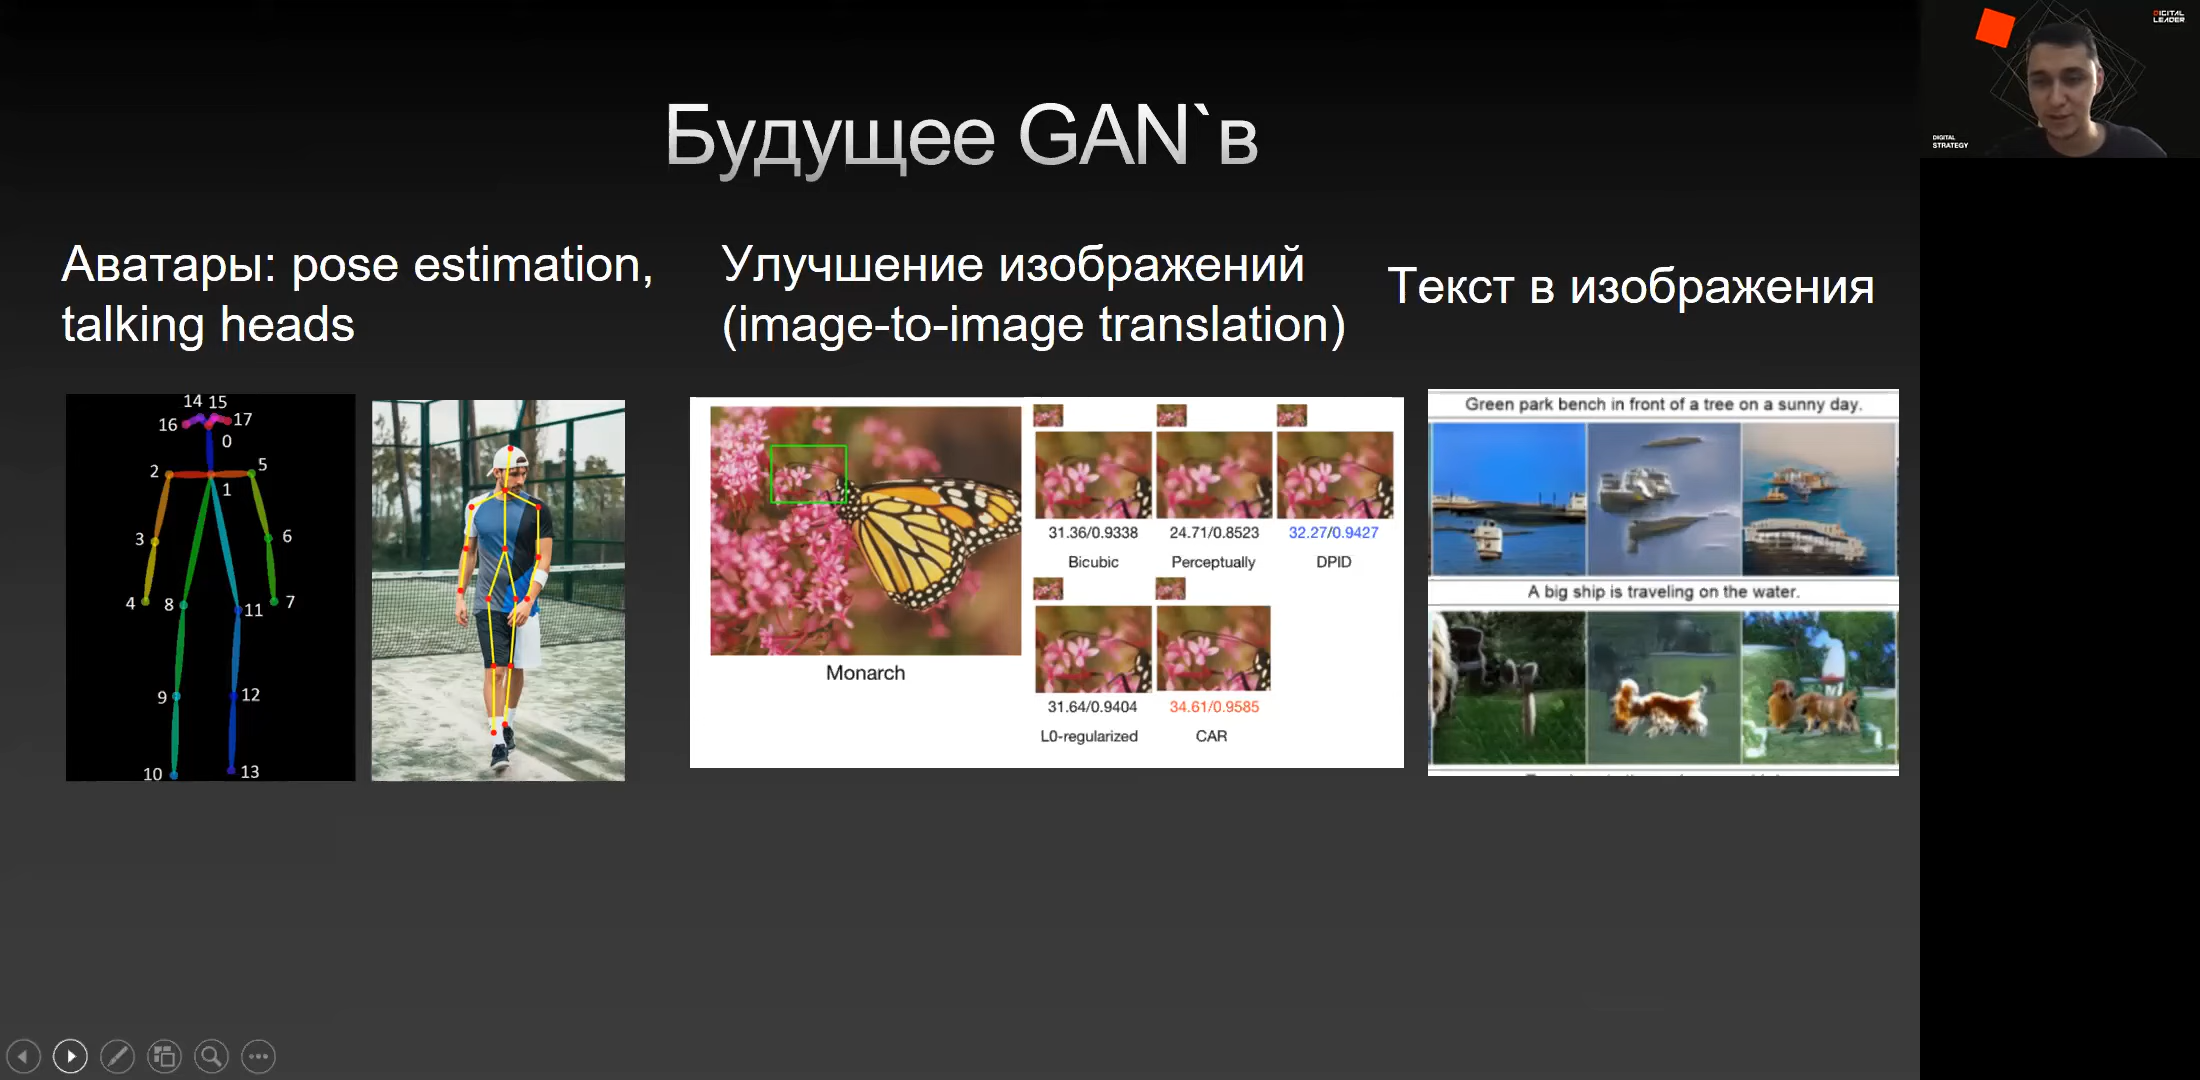 Будущее GAN`в
Аватары: pose estimation,
talking heads
Улучшение изображений
(image-to-image translation)
Текст в изображения
14 15
16 17
0
2 5
1
3 6
4 8 11 7
9 12
10 13
Monarch
31.36/0.9338 24.71/0.8523 32.27/0.9427
Bicubic Perceptually DPID
31.64/0.9404 34.61/0.9585
L0-regularized CAR
Green park bench in front of a tree on a sunny day.
A big ship is traveling on the water.
DIGITAL
LEADER
DIGITAL
STRATEGY